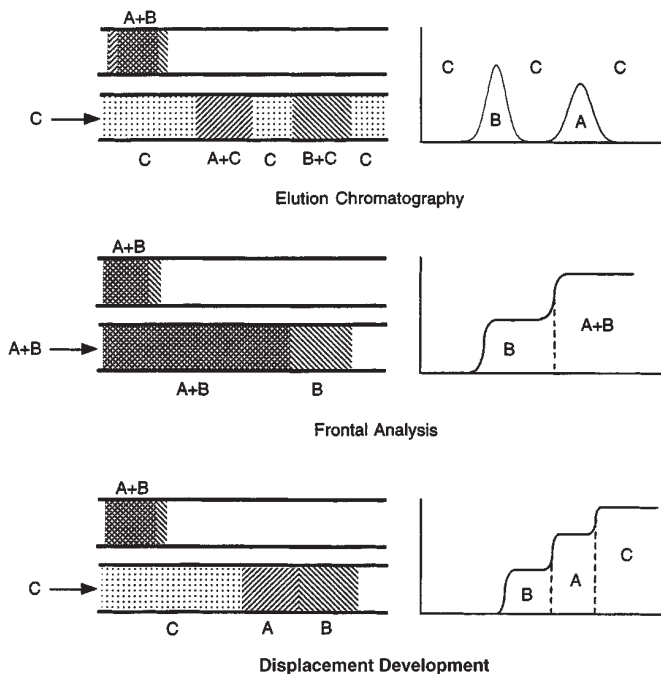 A+B
C
C
A+C
C
B+C
C
C
C
C
B
A
Elution Chromatography
A+B
A+B
A+B
B
B
A+B
Frontal Analysis
A+B
C
C
A
B
B
A
C
Displacement Development